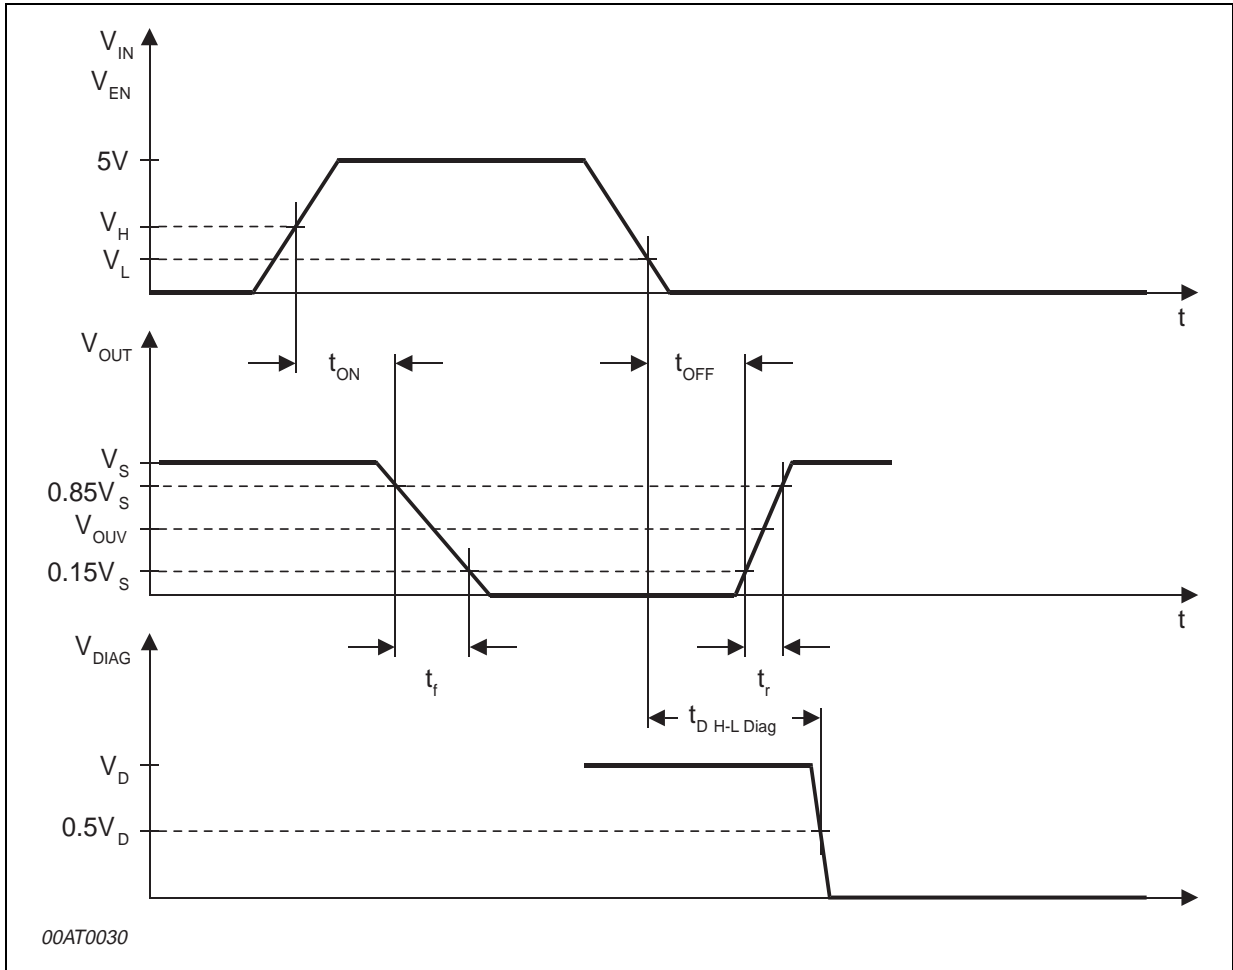 V_IN
V_EN
5V
V_H
V_L
t
V_OUT
t_ON
t_OFF
V_S
0.85V_S
V_OUV
0.15V_S
t
V_DIAG
t_f
t_r
t_D H-L Diag
V_D
0.5V_D
00AT0030